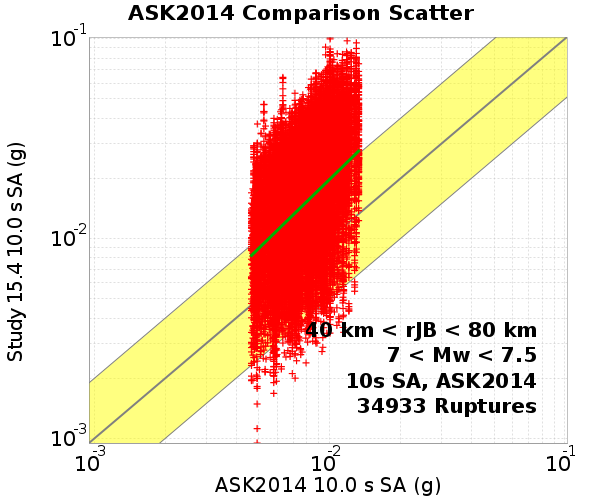 ASK2014 Comparison Scatter
10-1
10-2
10-3
Study 15.4 10.0 s SA (g)
40 km < rJB < 80 km
7 < Mw < 7.5
10s SA, ASK2014
34933 Ruptures
10-3 10-2 10-1
ASK2014 10.0 s SA (g)